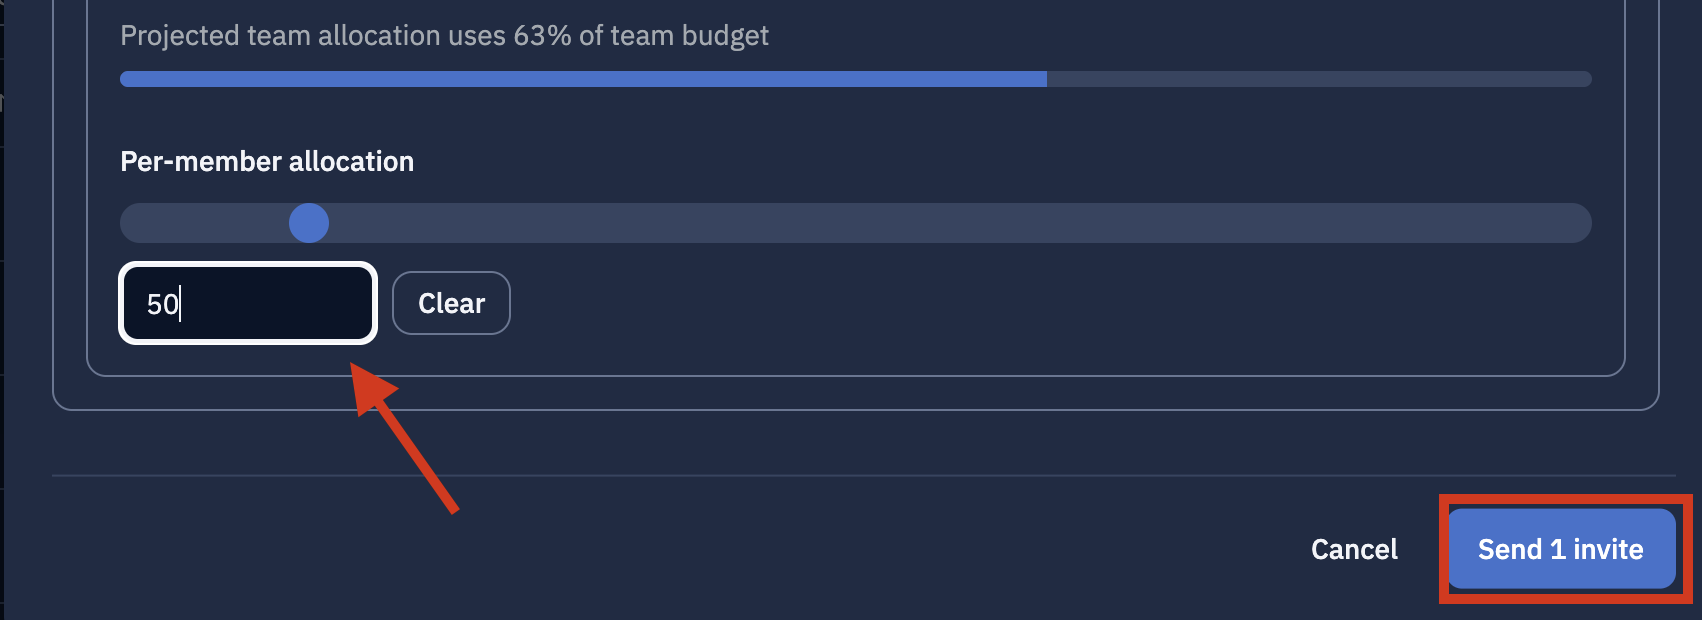 Projected team allocation uses 63% of team budget
Per-member allocation
50
Clear
Cancel
Send 1 invite